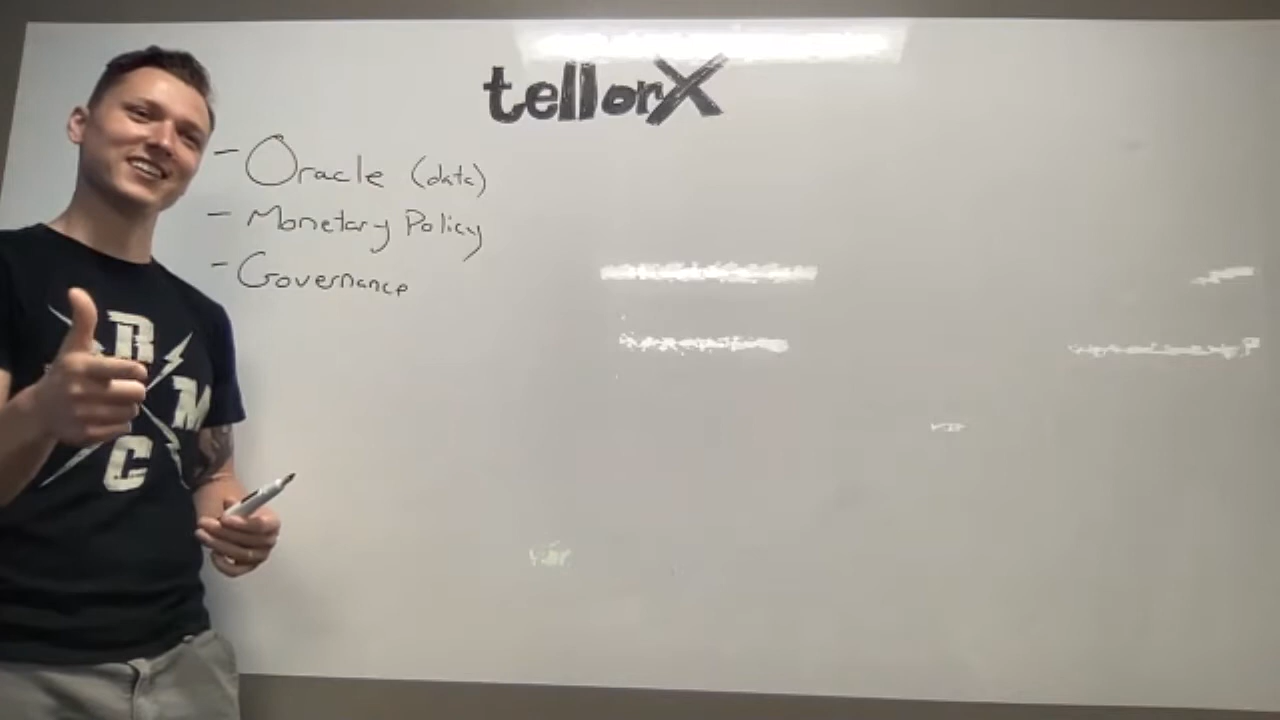 tellorX
- Oracle (data)
- Monetary Policy
- Governance
B
M
C